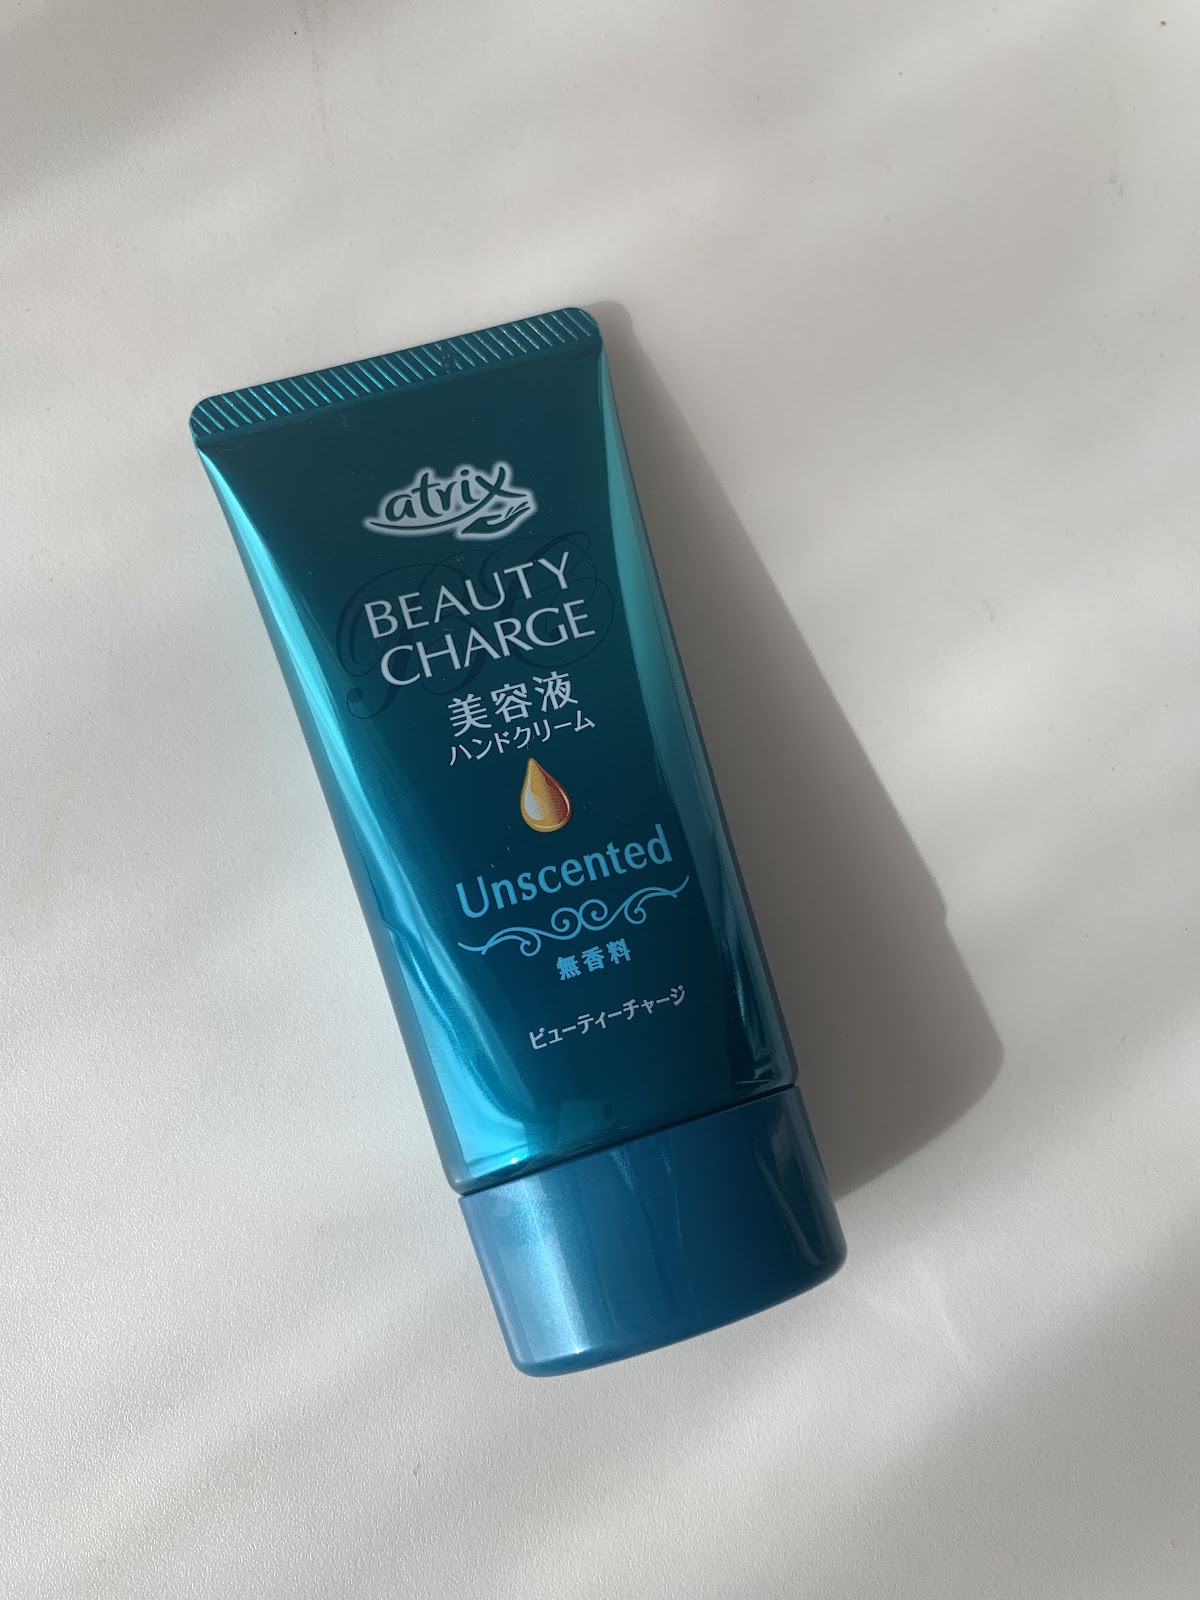 atrix
BEAUTY
CHARGE
美容液
ハンドクリーム
Unscented
無香料
ビューティーチャージ